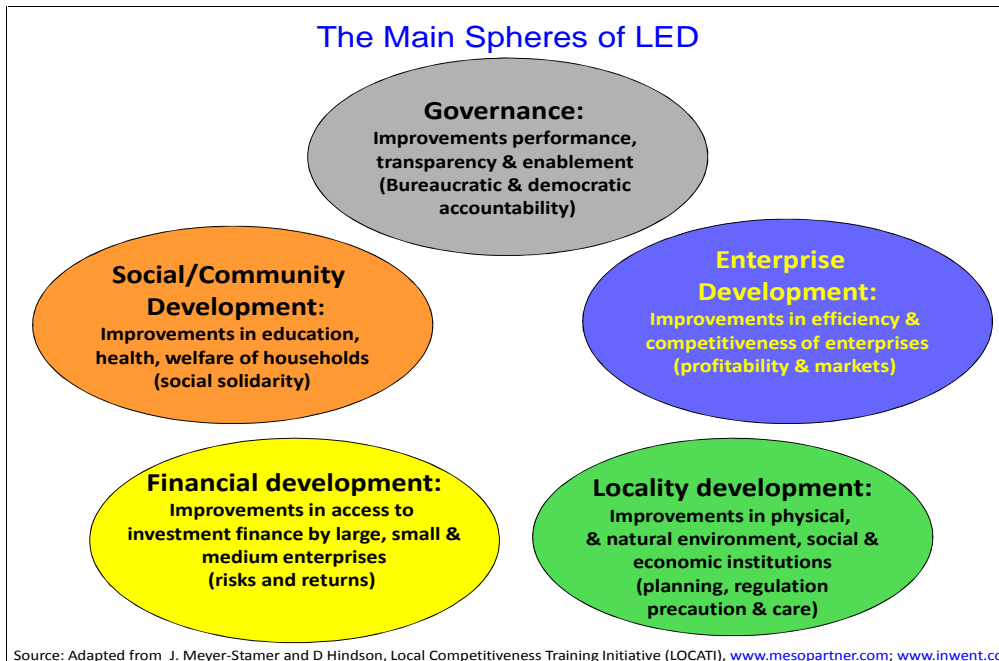 The Main Spheres of LED
Governance:
Improvements performance,
transparency & enablement
(Bureaucratic & democratic
accountability)
Social/Community
Development:
Improvements in education,
health, welfare of households
(social solidarity)
Enterprise
Development:
Improvements in efficiency &
competitiveness of enterprises
(profitability & markets)
Financial development:
Improvements in access to
investment finance by large, small &
medium enterprises
(risks and returns)
Locality development:
Improvements in physical,
& natural environment, social &
economic institutions
(planning, regulation
precaution & care)
Source: Adapted from J. Meyer-Stamer and D Hindson, Local Competitiveness Training Initiative (LOCATI), www.mesopartner.com; www.inwent.co